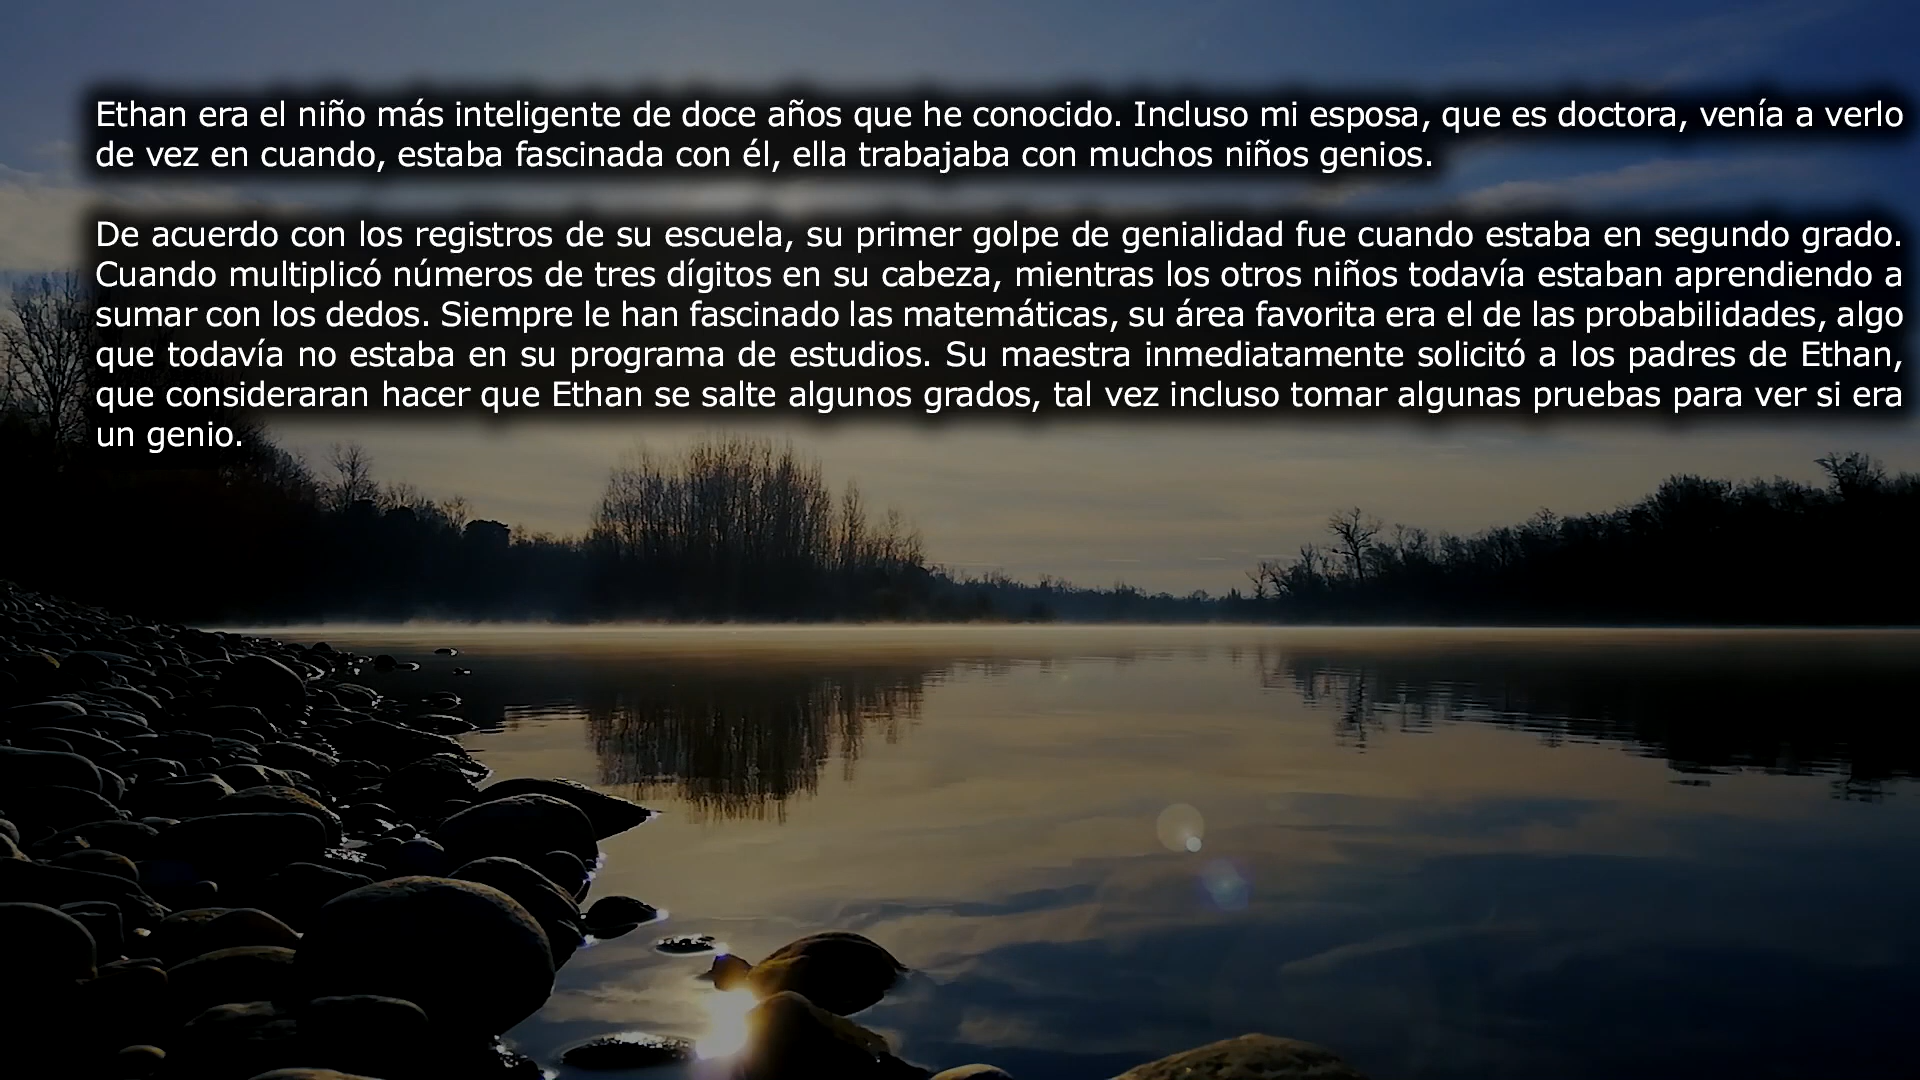 Ethan era el niño más inteligente de doce años que he conocido. Incluso mi esposa, que es doctora, venía a verlo
de vez en cuando, estaba fascinada con él, ella trabajaba con muchos niños genios.
De acuerdo con los registros de su escuela, su primer golpe de genialidad fue cuando estaba en segundo grado.
Cuando multiplicó números de tres dígitos en su cabeza, mientras los otros niños todavía estaban aprendiendo a
sumar con los dedos. Siempre le han fascinado las matemáticas, su área favorita era el de las probabilidades, algo
que todavía no estaba en su programa de estudios. Su maestra inmediatamente solicitó a los padres de Ethan,
que consideraran hacer que Ethan se salte algunos grados, tal vez incluso tomar algunas pruebas para ver si era
un genio.